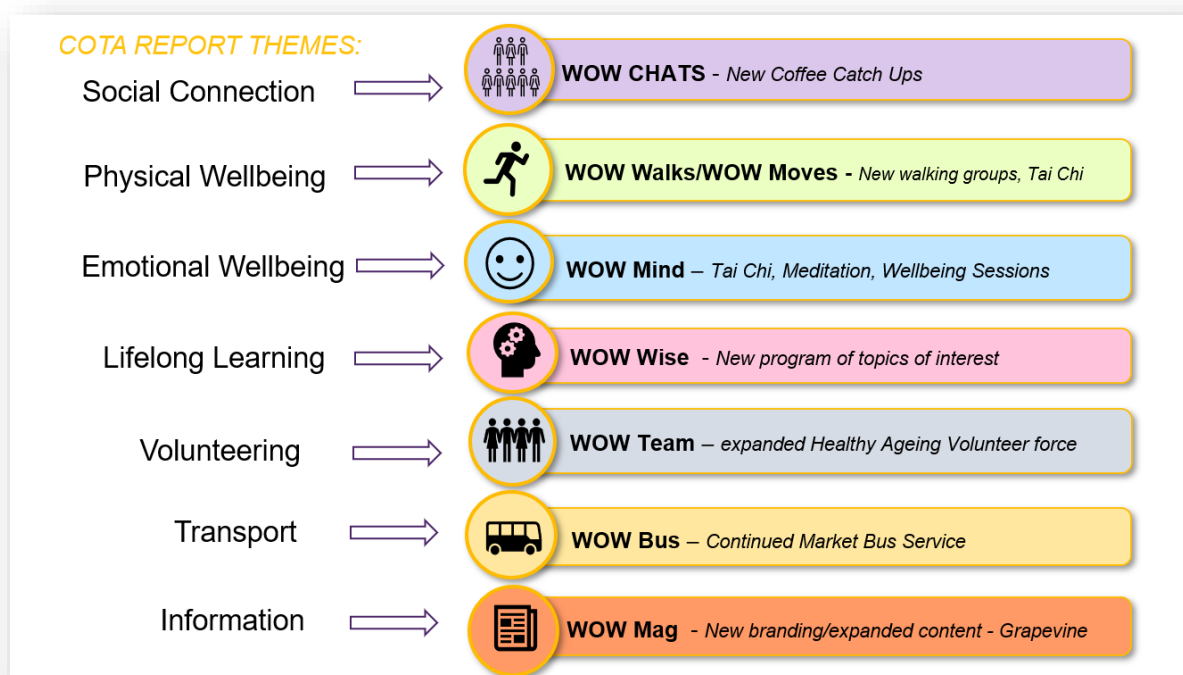 COTA REPORT THEMES:
Social Connection
WOW CHATS - New Coffee Catch Ups
Physical Wellbeing
WOW Walks/WOW Moves - New walking groups, Tai Chi
Emotional Wellbeing
WOW Mind – Tai Chi, Meditation, Wellbeing Sessions
Lifelong Learning
WOW Wise - New program of topics of interest
Volunteering
WOW Team – expanded Healthy Ageing Volunteer force
Transport
WOW Bus – Continued Market Bus Service
Information
WOW Mag - New branding/expanded content - Grapevine